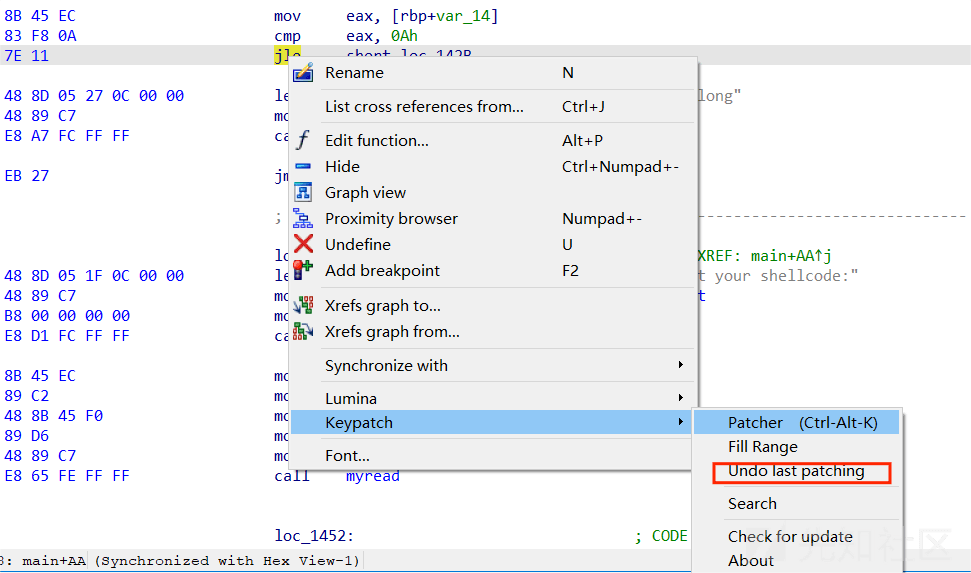 8B 45 EC mov eax, [rbp+var_14]
83 F8 0A cmp eax, 0Ah
7E 11 jle short loc_142B
48 8D 05 27 0C 00 00 le long"
48 89 C7 mo
E8 A7 FC FF FF ca
EB 27 jm
; ------------------------------
lo XREF: main+AA↑j
48 8D 05 1F 0C 00 00 le t your shellcode:"
48 89 C7 mo t
B8 00 00 00 00 mo
E8 D1 FC FF FF ca
8B 45 EC mo
89 C2 mo
48 8B 45 F0 mo
89 D6 mo
48 89 C7 mo
E8 65 FE FF FF call myread
loc_1452: ; CODE
3: main+AA (Synchronized with Hex View-1)
Rename N
List cross references from... Ctrl+J
Edit function... Alt+P
Hide Ctrl+Numpad+-
Graph view
Proximity browser Numpad+-
Undefine U
Add breakpoint F2
Xrefs graph to...
Xrefs graph from...
Synchronize with
Lumina
Keypatch
Font...
Patcher (Ctrl-Alt-K)
Fill Range
Undo last patching
Search
Check for update
About
先知社区